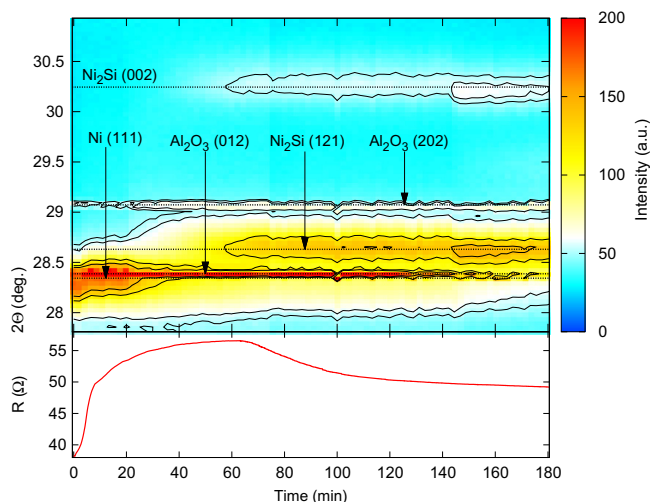 30.5
30
29.5
29
28.5
28
2Θ (deg.)
Ni₂Si (002)
Ni (111)
Al₂O₃ (012)
Ni₂Si (121)
Al₂O₃ (202)
200
150
100
50
0
Intensity (a.u.)
55
50
45
40
R (Ω)
0 20 40 60 80 100 120 140 160 180
Time (min)